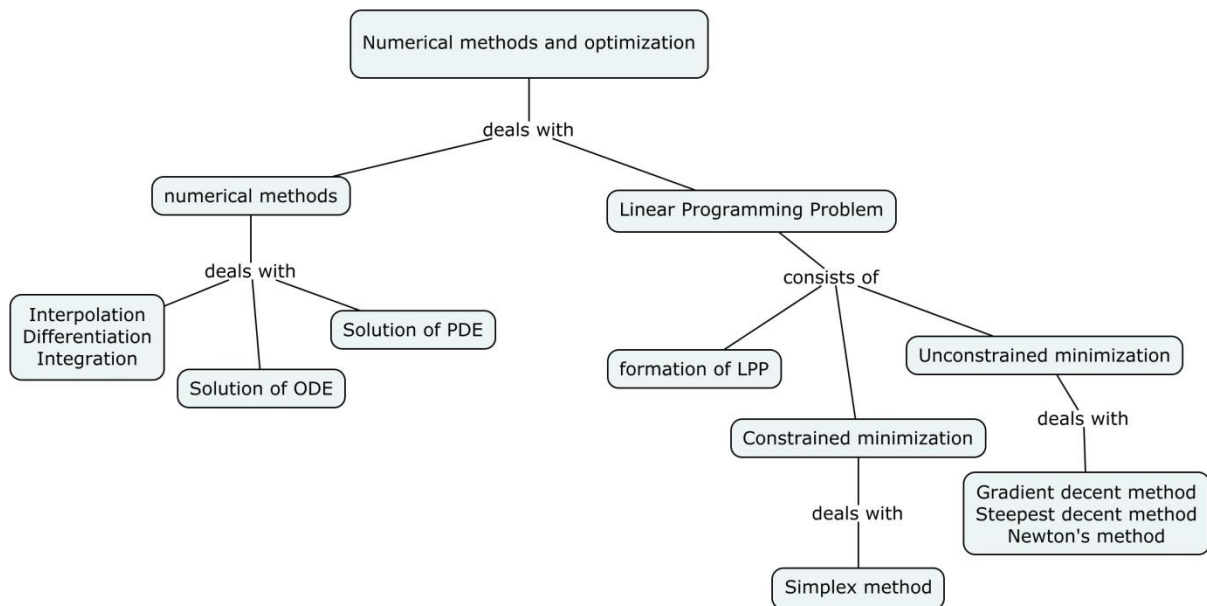 Numerical methods and optimization
deals with
numerical methods
Linear Programming Problem
deals with
consists of
Interpolation
Differentiation
Integration
Solution of PDE
Solution of ODE
formation of LPP
Unconstrained minimization
Constrained minimization
deals with
Gradient decent method
Steepest decent method
Newton's method
deals with
Simplex method